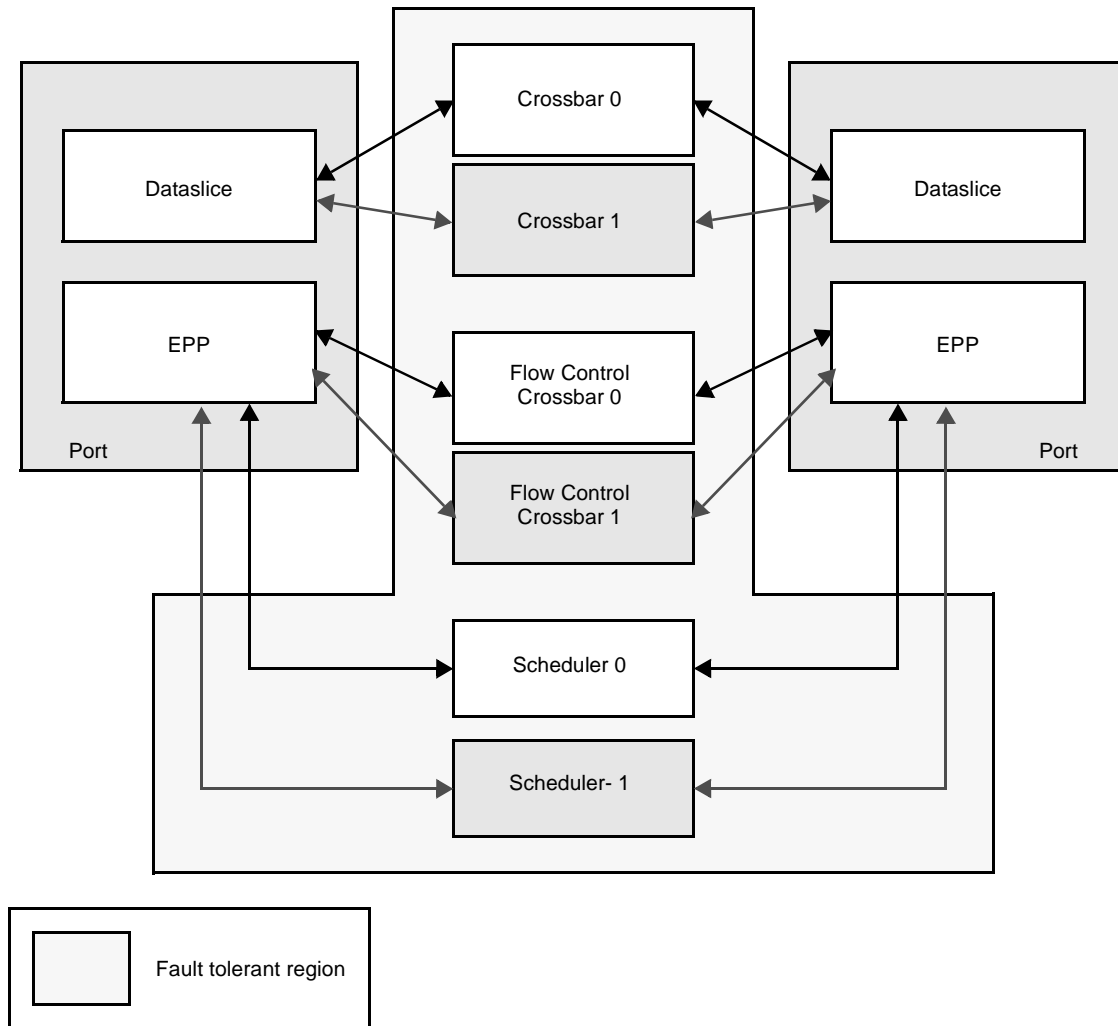 Crossbar 0
Dataslice
Dataslice
Crossbar 1
EPP
EPP
Flow Control
Crossbar 0
Port
Port
Flow Control
Crossbar 1
Scheduler 0
Scheduler- 1
Fault tolerant region